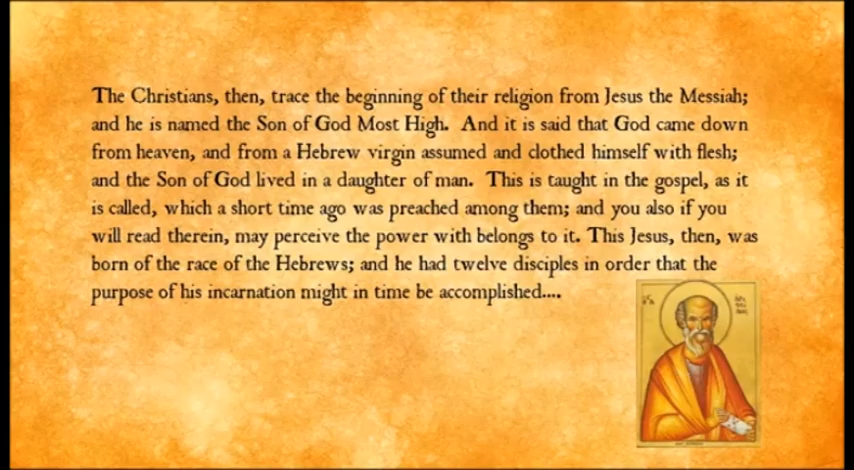 The Christians, then, trace the beginning of their religion from Jesus the Messiah;
and he is named the Son of God Most High. And it is said that God came down
from heaven, and from a Hebrew virgin assumed and clothed himself with flesh;
and the Son of God lived in a daughter of man. This is taught in the gospel, as it
is called, which a short time ago was preached among them; and you also if you
will read therein, may perceive the power with belongs to it. This Jesus, then, was
born of the race of the Hebrews; and he had twelve disciples in order that the
purpose of his incarnation might in time be accomplished....